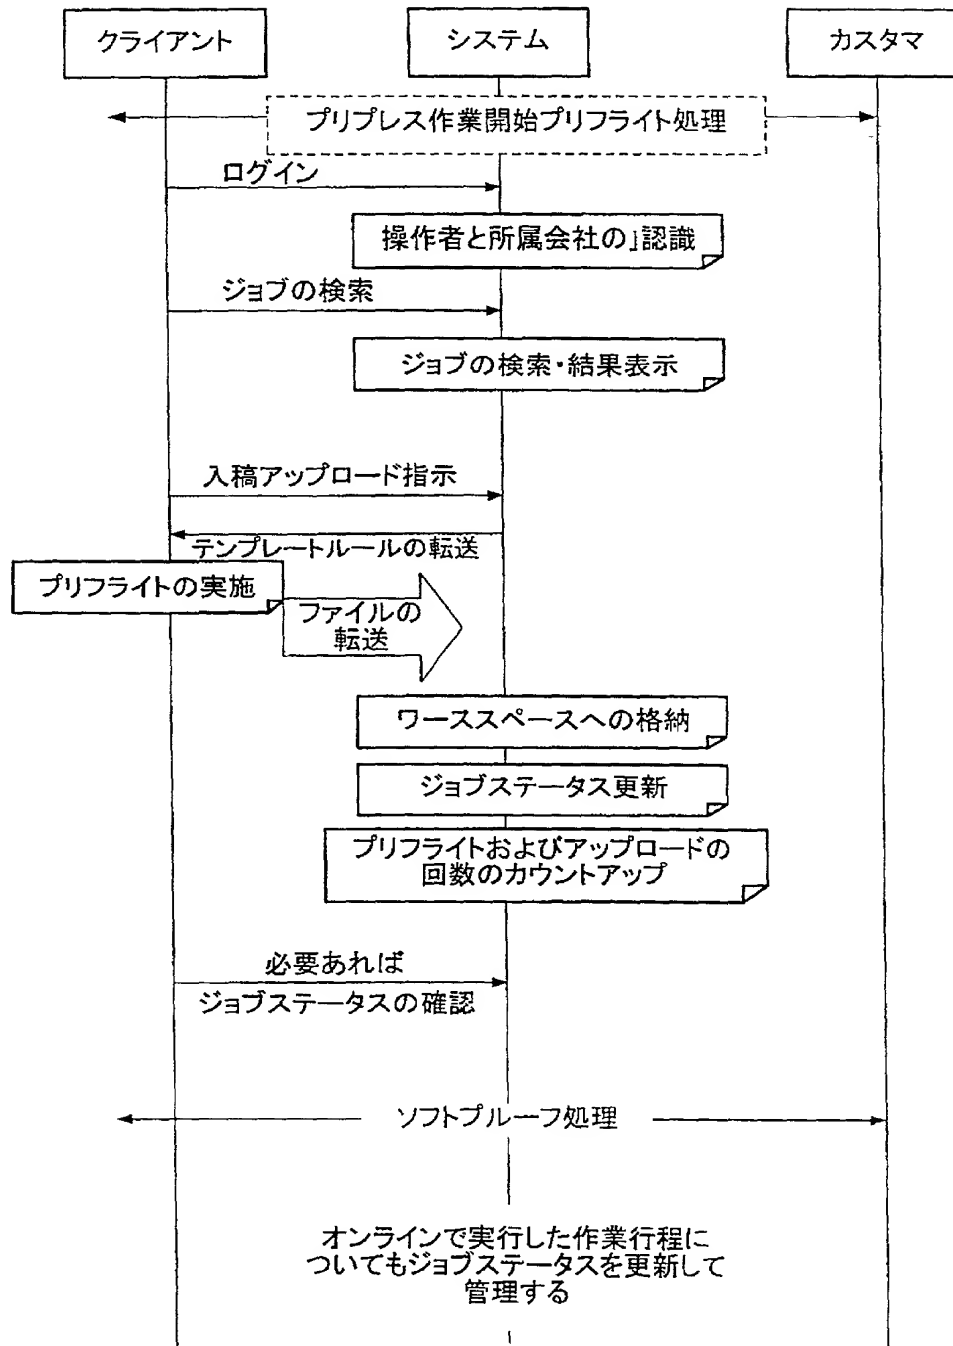 クライアント
システム
カスタマ
プリプレス作業開始プリフライト処理
ログイン
操作者と所属会社の」認識
ジョブの検索
ジョブの検索・結果表示
入稿アップロード指示
テンプレートルールの転送
プリフライトの実施
ファイルの
転送
ワーススペースへの格納
ジョブステータス更新
プリフライトおよびアップロードの
回数のカウントアップ
必要あれば
ジョブステータスの確認
ソフトプルーフ処理
オンラインで実行した作業行程に
ついてもジョブステータスを更新して
管理する